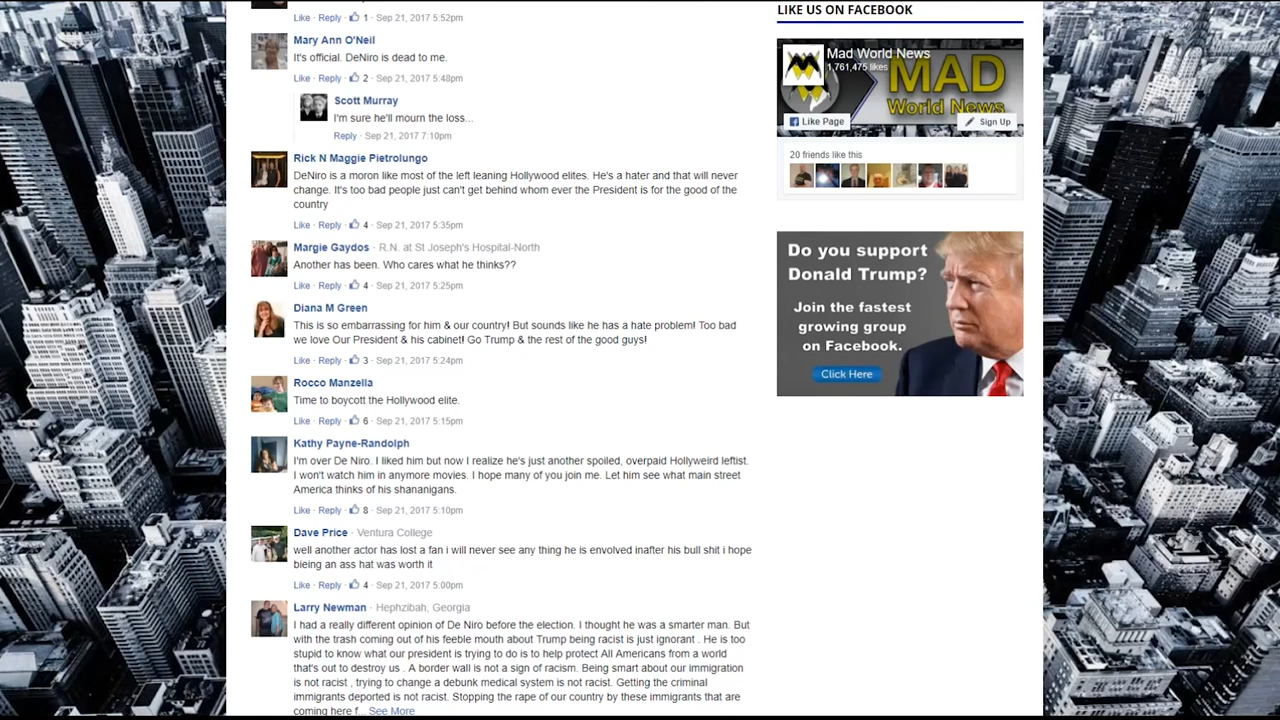 Like · Reply · 1 · Sep 21, 2017 5:52pm
Mary Ann O'Neil
It's official. DeNiro is dead to me.
Like · Reply · 2 · Sep 21, 2017 5:48pm
Scott Murray
I'm sure he'll mourn the loss...
Reply · Sep 21, 2017 7:10pm
Rick N Maggie Pietrolungo
DeNiro is a moron like most of the left leaning Hollywood elites. He's a hater and that will never
change. It's too bad people just can't get behind whom ever the President is for the good of the
country
Like · Reply · 4 · Sep 21, 2017 5:35pm
Margie Gaydos · R.N. at St Joseph's Hospital-North
Another has been. Who cares what he thinks??
Like · Reply · 4 · Sep 21, 2017 5:25pm
Diana M Green
This is so embarrassing for him & our country! But sounds like he has a hate problem! Too bad
we love Our President & his cabinet! Go Trump & the rest of the good guys!
Like · Reply · 3 · Sep 21, 2017 5:24pm
Rocco Manzella
Time to boycott the Hollywood elite.
Like · Reply · 6 · Sep 21, 2017 5:15pm
Kathy Payne-Randolph
I'm over De Niro. I liked him but now I realize he's just another spoiled, overpaid Hollyweird leftist.
I won't watch him in anymore movies. I hope many of you join me. Let him see what main street
America thinks of his shananigans.
Like · Reply · 8 · Sep 21, 2017 5:10pm
Dave Price · Ventura College
well another actor has lost a fan i will never see any thing he is envolved inafter his bull shit i hope
bieing an ass hat was worth it
Like · Reply · 4 · Sep 21, 2017 5:00pm
Larry Newman · Hephzibah, Georgia
I had a really different opinion of De Niro before the election. I thought he was a smarter man. But
with the trash coming out of his feeble mouth about Trump being racist is just ignorant . He is too
stupid to know what our president is trying to do is to help protect All Americans from a world
that's out to destroy us . A border wall is not a sign of racism. Being smart about our immigration
is not racist , trying to change a debunk medical system is not racist. Getting the criminal
immigrants deported is not racist. Stopping the rape of our country by these immigrants that are
coming here f... See More
LIKE US ON FACEBOOK
Mad World News
1,761,475 likes
MAD
World News
Like Page
Sign Up
20 friends like this
Do you support
Donald Trump?
Join the fastest
growing group
on Facebook.
Click Here